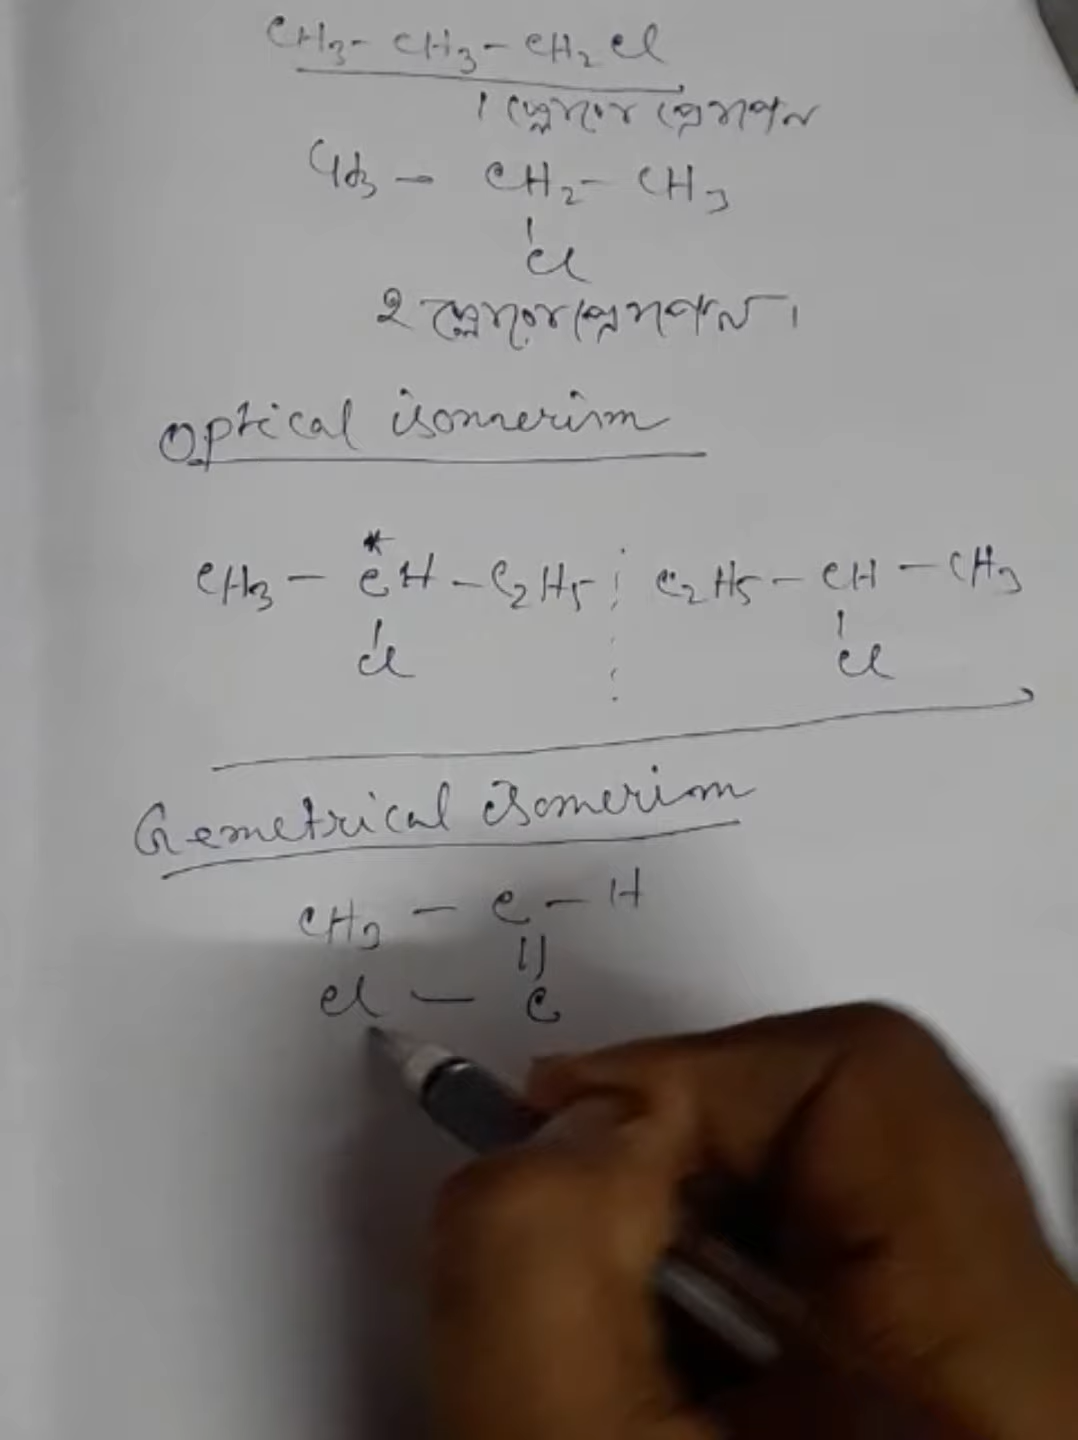 CH3 - CH3 - CH2 Cl
1 ক্লোরো প্রোপেন
CH3 - CH2 - CH3
Cl
2 ক্লোরোপ্রোপেন।
Optical isomerism
*
CH3 - CH - C2H5 C2H5 - CH - CH3
Cl Cl
Gemetrical isomerism
CH3 - C - H
||
Cl - C